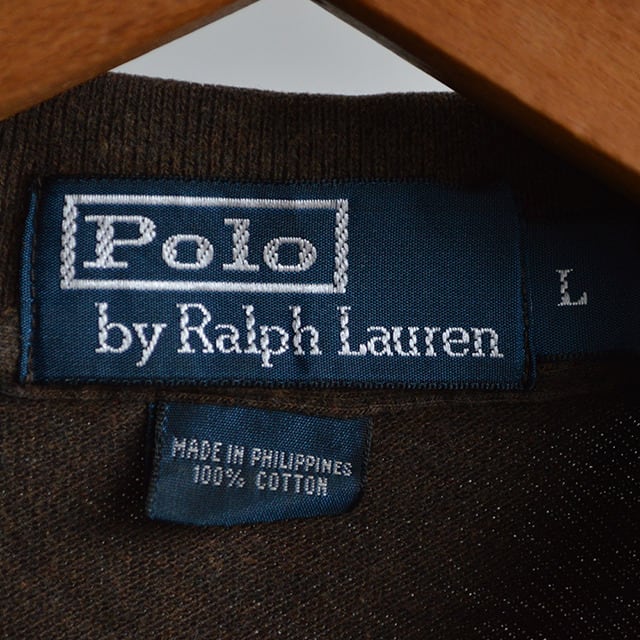 Polo
by Ralph Lauren
L
MADE IN PHILIPPINES
100% COTTON